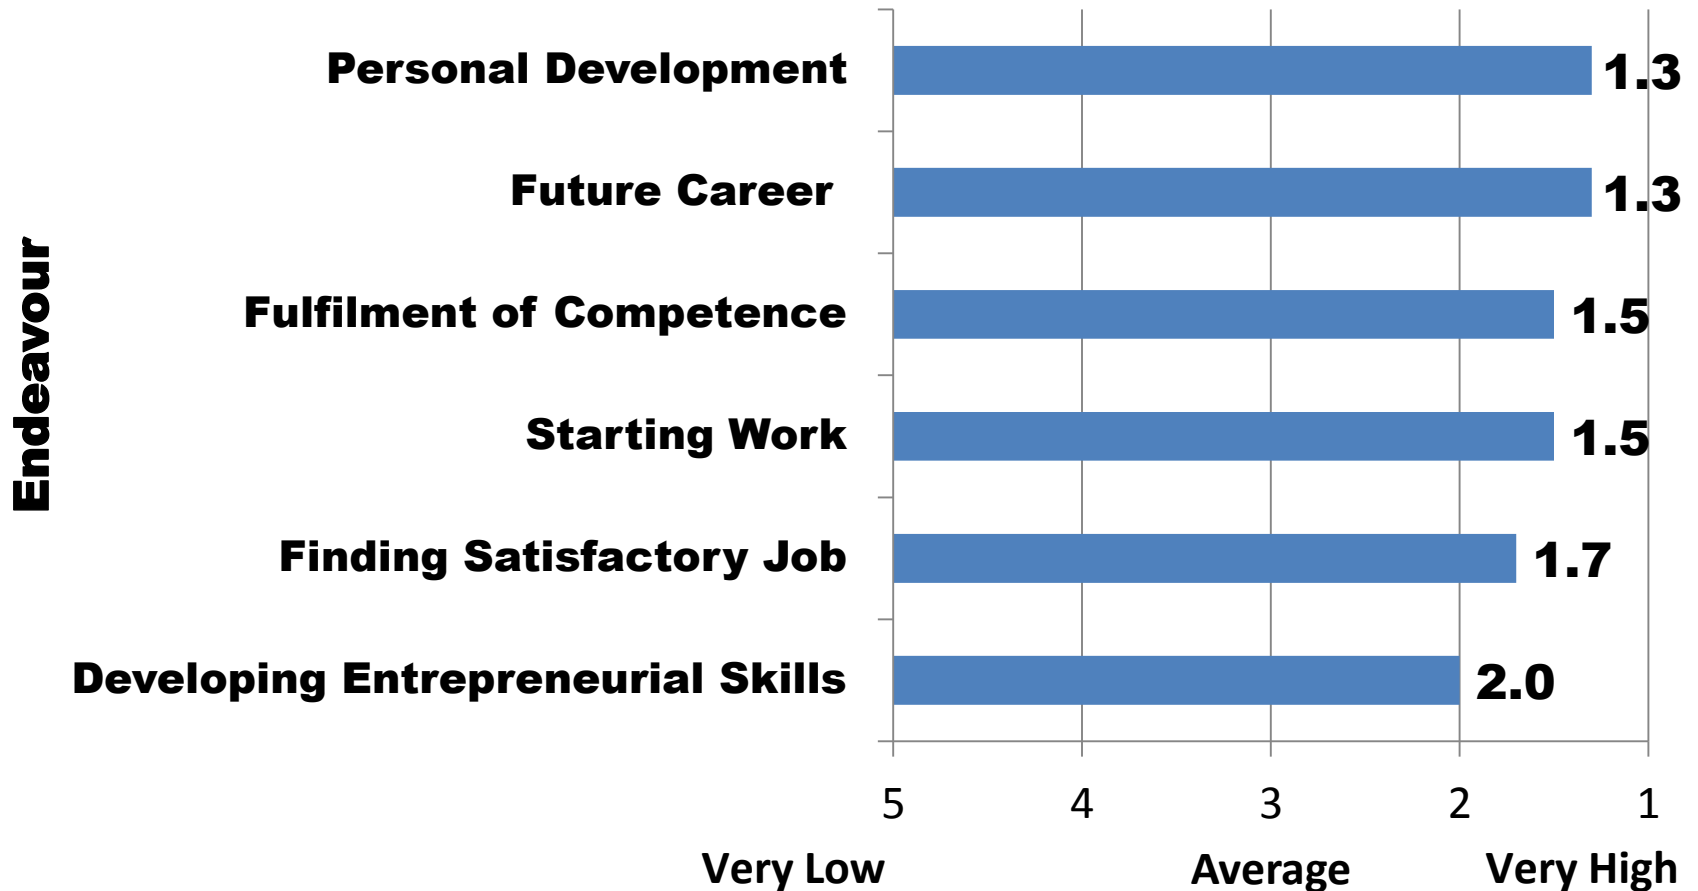 Endeavour
Personal Development 1.3
Future Career 1.3
Fulfilment of Competence 1.5
Starting Work 1.5
Finding Satisfactory Job 1.7
Developing Entrepreneurial Skills 2.0
5 4 3 2 1
Very Low Average Very High